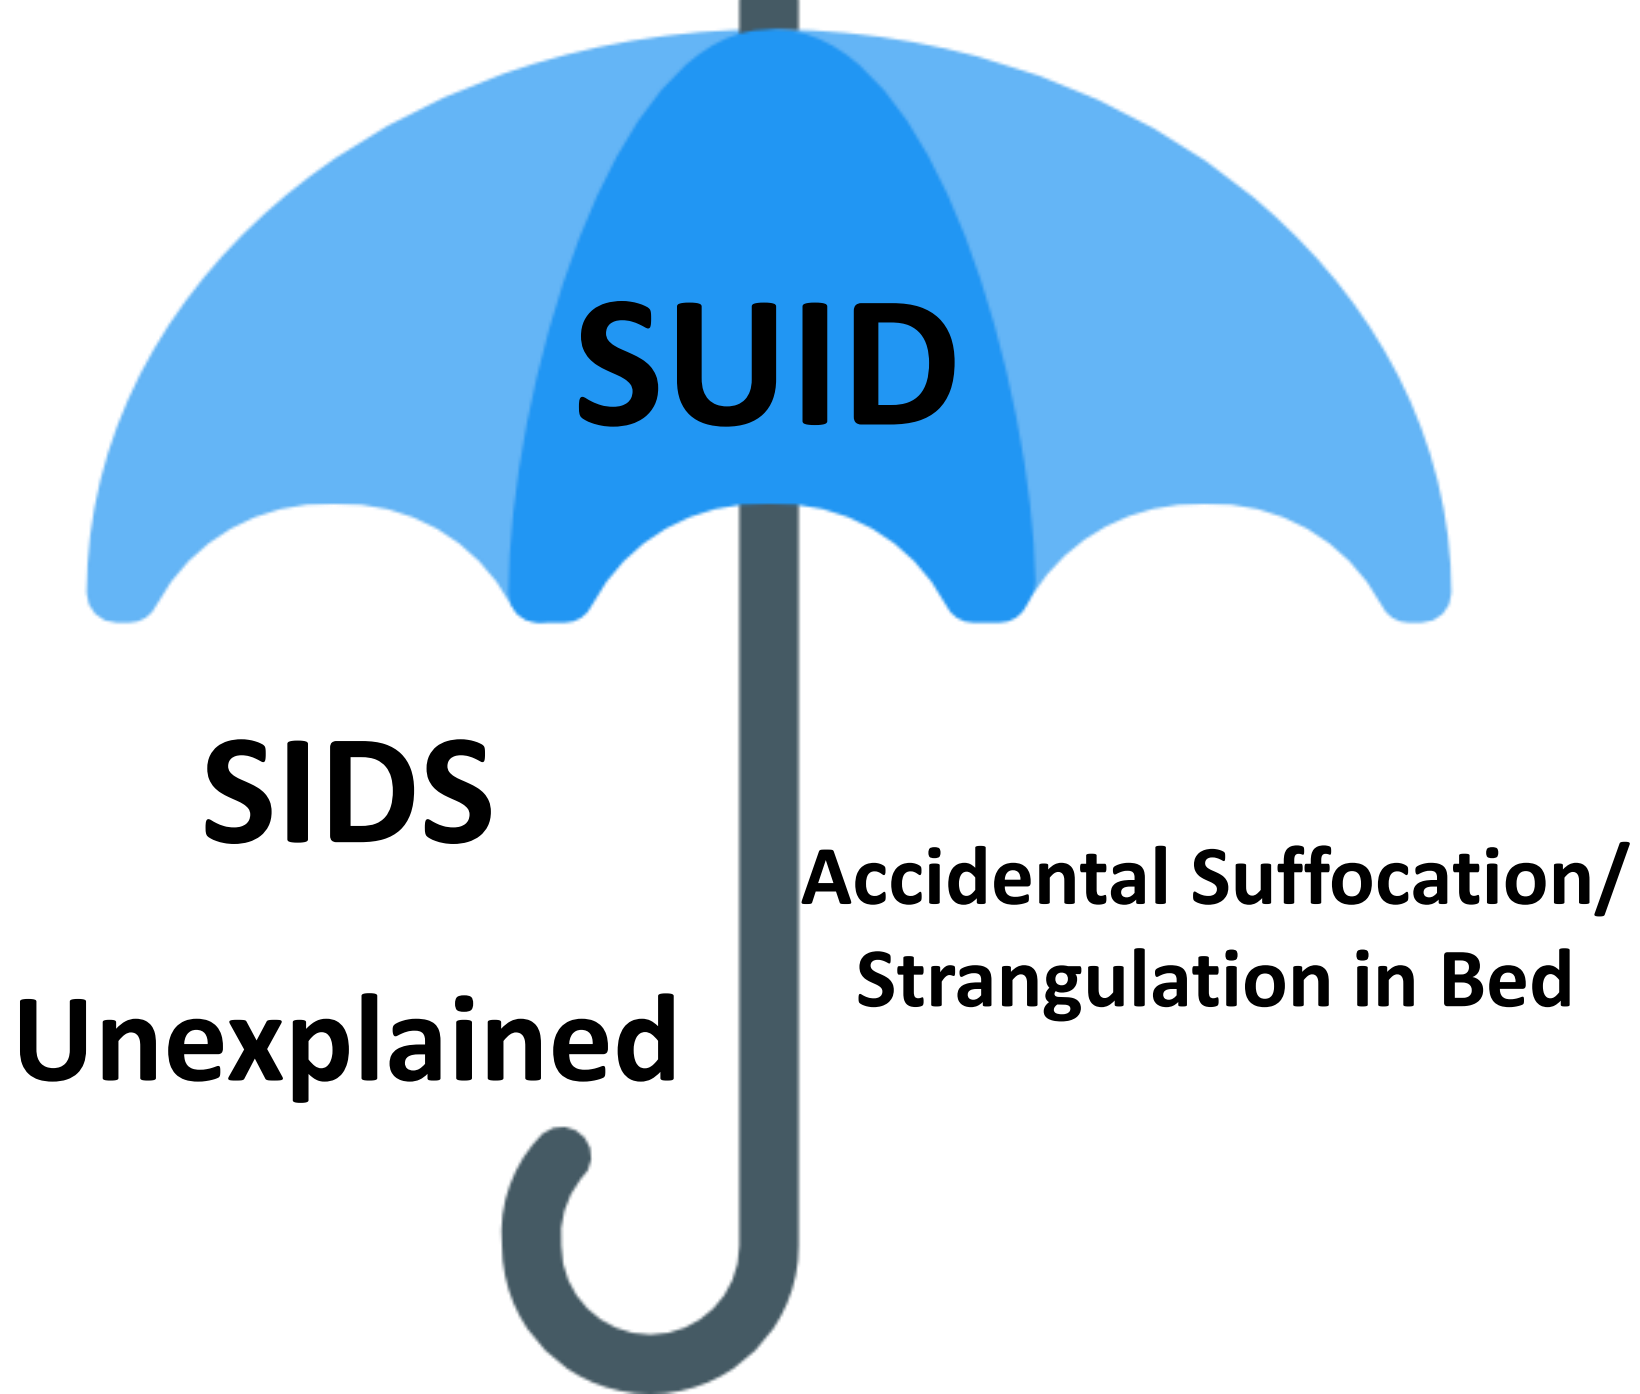 SUID
SIDS
Unexplained
Accidental Suffocation/
Strangulation in Bed